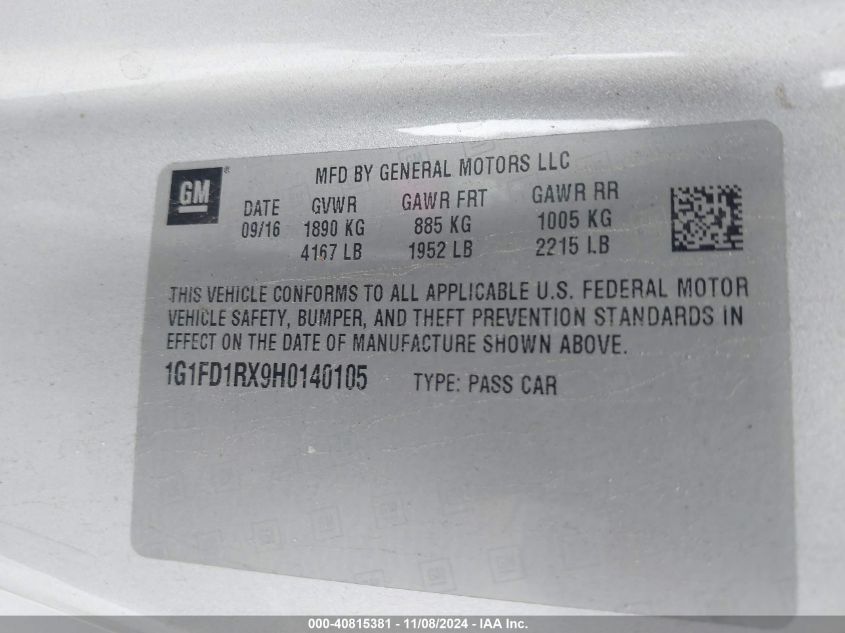 MFD BY GENERAL MOTORS LLC
GM®
DATE GVWR GAWR FRT GAWR RR
09/16 1890 KG 885 KG 1005 KG
4167 LB 1952 LB 2215 LB
THIS VEHICLE CONFORMS TO ALL APPLICABLE U.S. FEDERAL MOTOR
VEHICLE SAFETY, BUMPER, AND THEFT PREVENTION STANDARDS IN
EFFECT ON THE DATE OF MANUFACTURE SHOWN ABOVE.
1G1FD1RX9H0140105 TYPE: PASS CAR
000-40815381 - 11/08/2024 - IAA Inc.